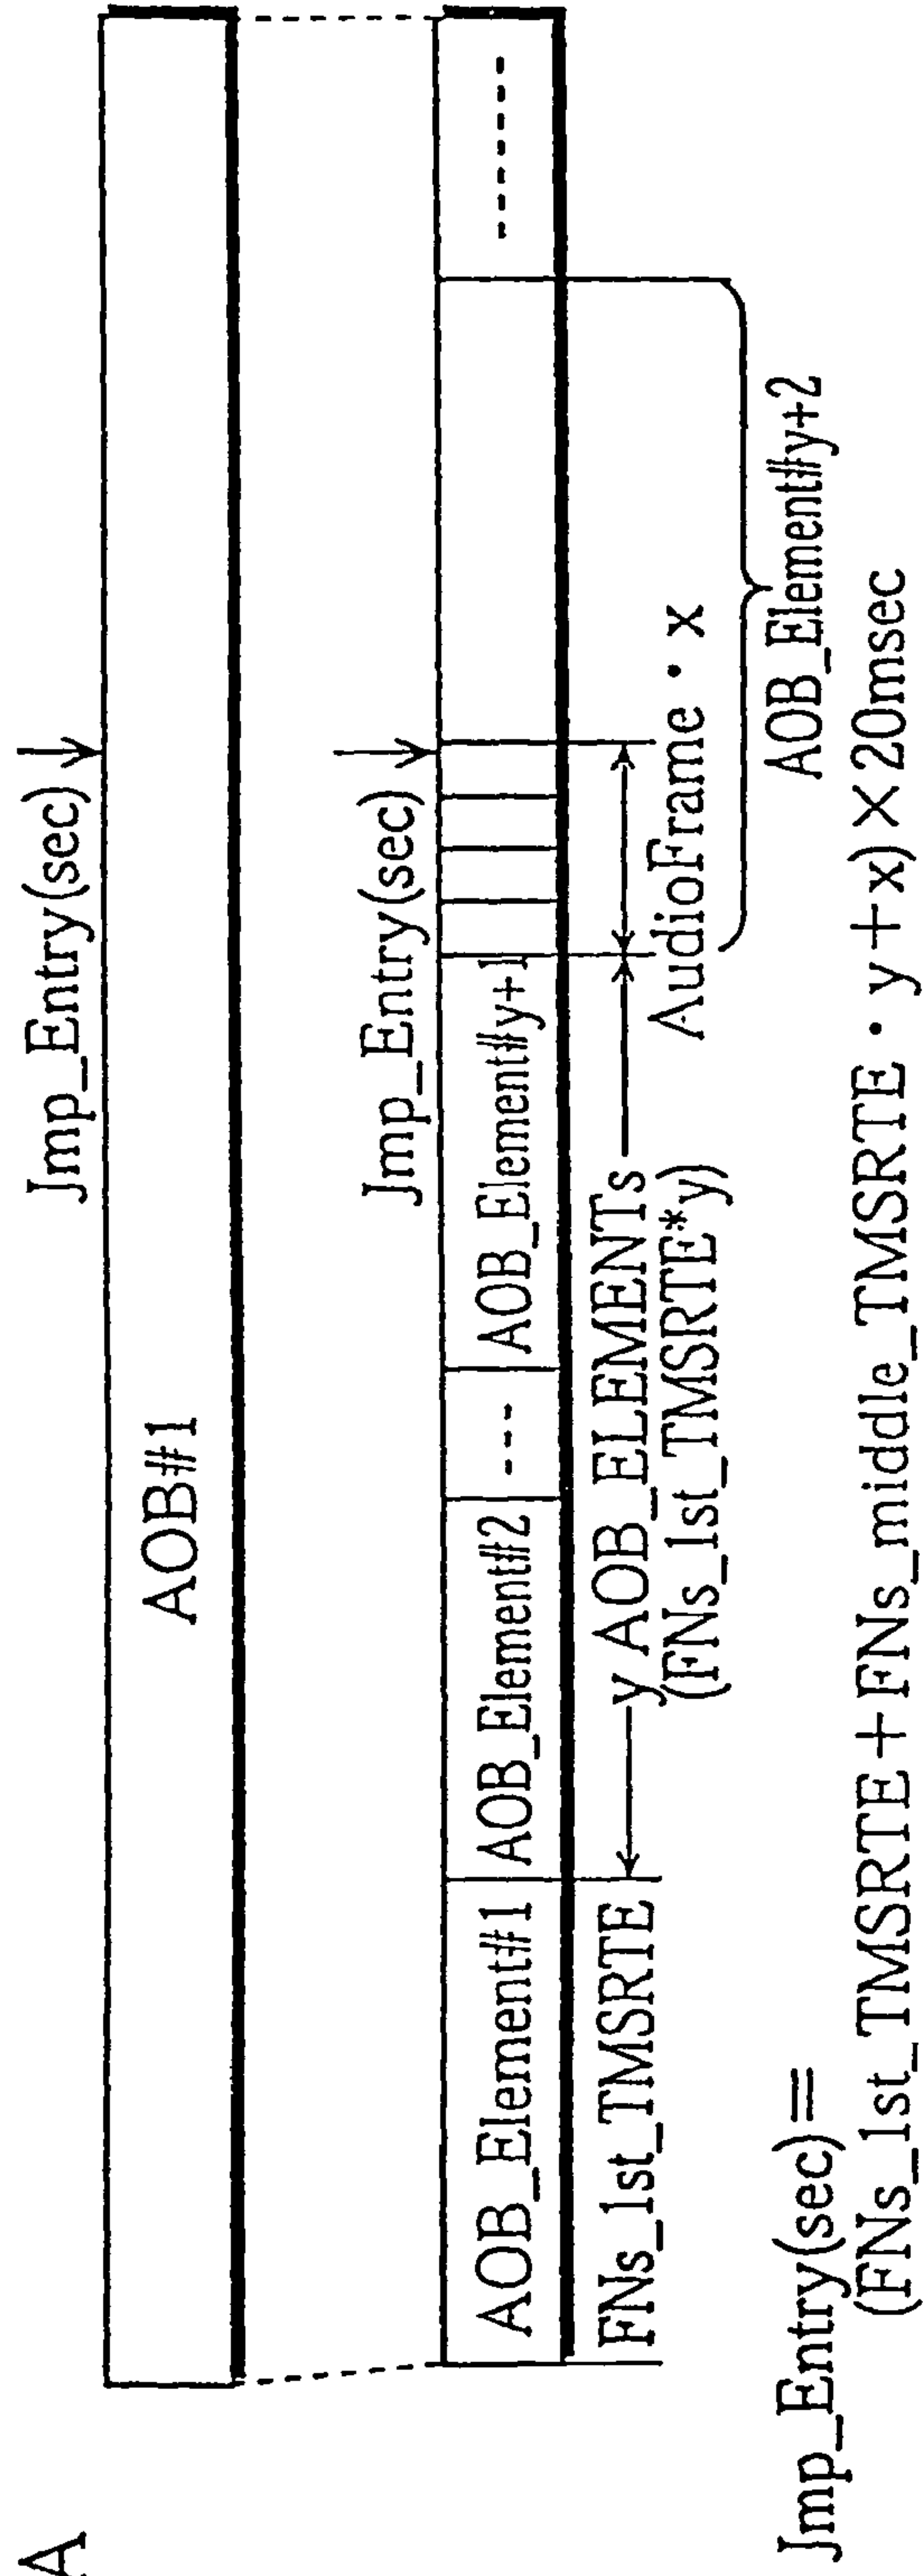 A
Jmp_Entry(sec)
AOB#1
Jmp_Entry(sec)
AOB_Element#1
AOB_Element#2
---
AOB_Element#y+1
------
FNs_1st_TMSRTE
y AOB_ELEMENTs
(FNs_1st_TMSRTE*y)
AudioFrame・x
AOB_Element#y+2
Jmp_Entry(sec)=
(FNs_1st_TMSRTE+FNs_middle_TMSRTE・y+x)×20msec